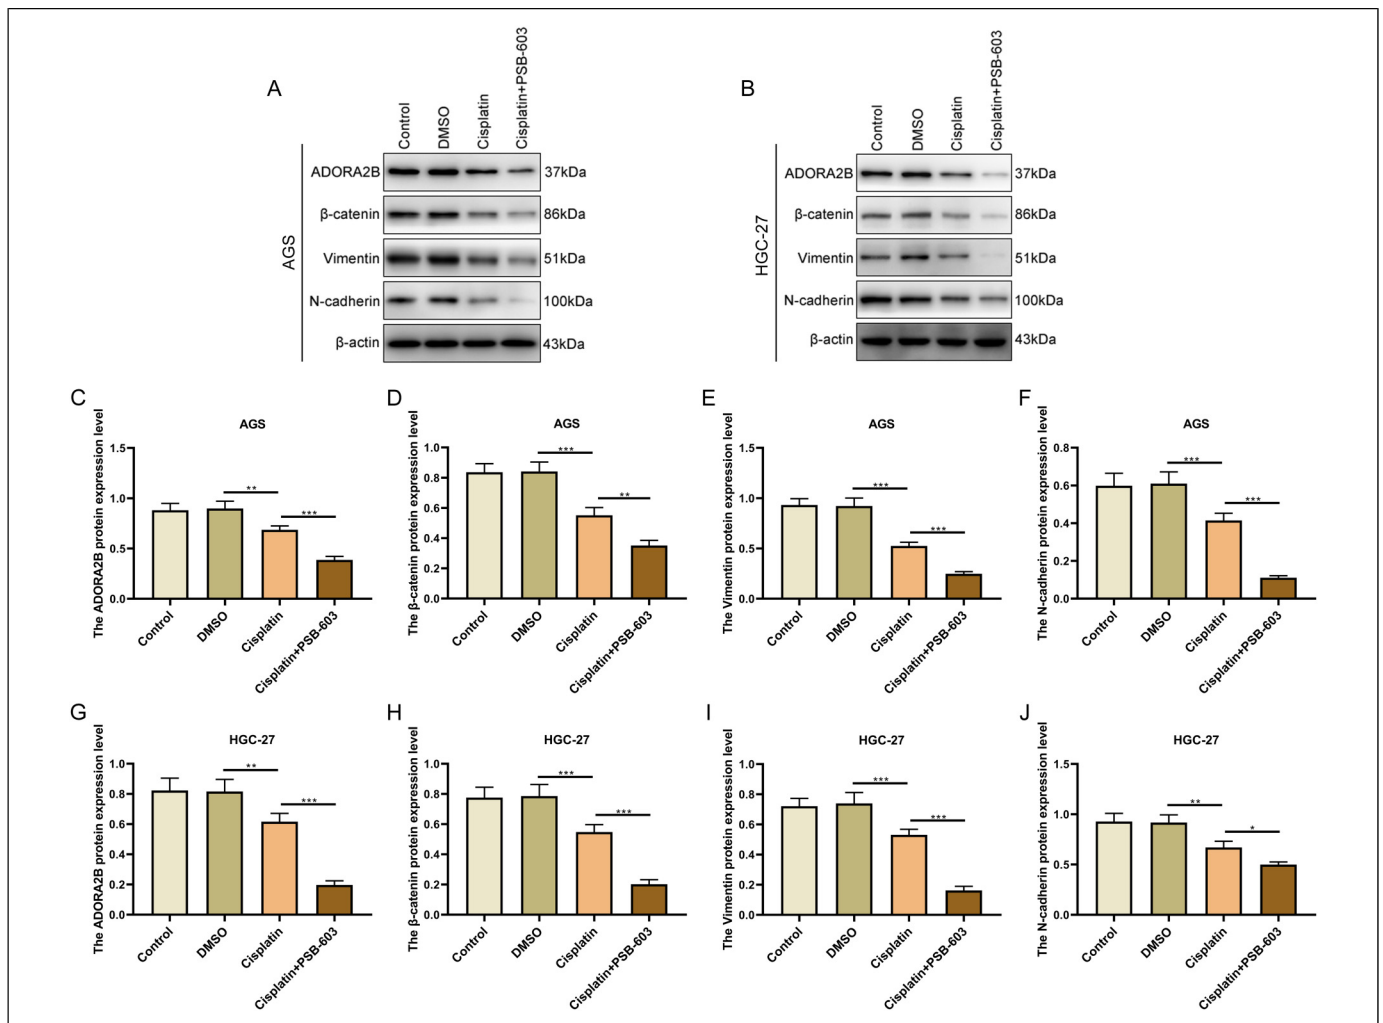 A
AGS
Control
DMSO
Cisplatin
Cisplatin+PSB-603
ADORA2B 37kDa
β-catenin 86kDa
Vimentin 51kDa
N-cadherin 100kDa
β-actin 43kDa
B
HGC-27
Control
DMSO
Cisplatin
Cisplatin+PSB-603
ADORA2B 37kDa
β-catenin 86kDa
Vimentin 51kDa
N-cadherin 100kDa
β-actin 43kDa
C
AGS
The ADORA2B protein expression level
1.5
1.0
0.5
0.0
**
***
Control
DMSO
Cisplatin
Cisplatin+PSB-603
D
AGS
The β-catenin protein expression level
1.0
0.8
0.6
0.4
0.2
0.0
***
**
Control
DMSO
Cisplatin
Cisplatin+PSB-603
E
AGS
The Vimentin protein expression level
1.5
1.0
0.5
0.0
***
***
Control
DMSO
Cisplatin
Cisplatin+PSB-603
F
AGS
The N-cadherin protein expression level
0.8
0.6
0.4
0.2
0.0
***
***
Control
DMSO
Cisplatin
Cisplatin+PSB-603
G
HGC-27
The ADORA2B protein expression level
1.0
0.8
0.6
0.4
0.2
0.0
**
***
Control
DMSO
Cisplatin
Cisplatin+PSB-603
H
HGC-27
The β-catenin protein expression level
1.0
0.8
0.6
0.4
0.2
0.0
***
***
Control
DMSO
Cisplatin
Cisplatin+PSB-603
I
HGC-27
The Vimentin protein expression level
1.0
0.8
0.6
0.4
0.2
0.0
***
***
Control
DMSO
Cisplatin
Cisplatin+PSB-603
J
HGC-27
The N-cadherin protein expression level
1.5
1.0
0.5
0.0
**
*
Control
DMSO
Cisplatin
Cisplatin+PSB-603